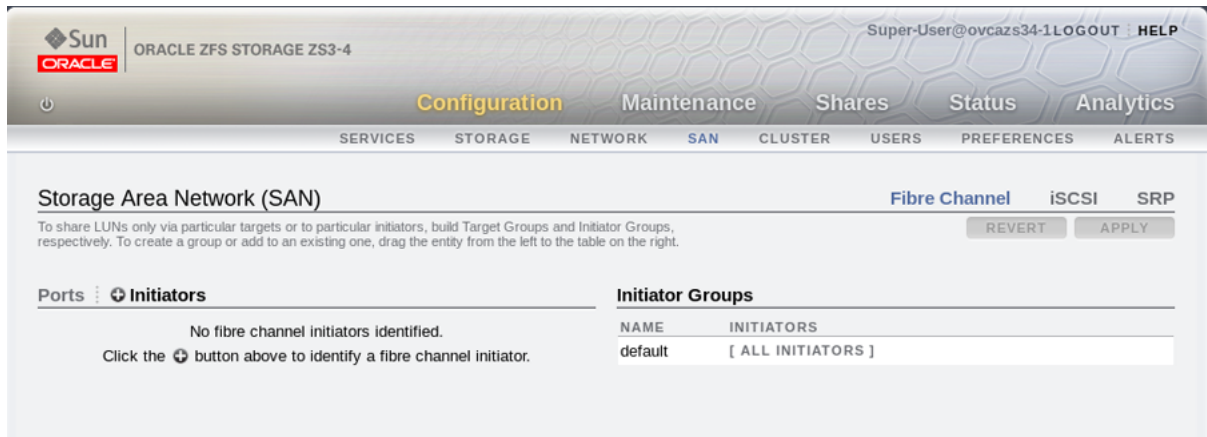 Sun ORACLE
ORACLE ZFS STORAGE ZS3-4
Super-User@ovcazs34-1 LOGOUT HELP
Configuration Maintenance Shares Status Analytics
SERVICES STORAGE NETWORK SAN CLUSTER USERS PREFERENCES ALERTS
Storage Area Network (SAN)
Fibre Channel iSCSI SRP
To share LUNs only via particular targets or to particular initiators, build Target Groups and Initiator Groups,
respectively. To create a group or add to an existing one, drag the entity from the left to the table on the right.
REVERT APPLY
Ports Initiators
No fibre channel initiators identified.
Click the button above to identify a fibre channel initiator.
Initiator Groups
NAME INITIATORS
default [ ALL INITIATORS ]